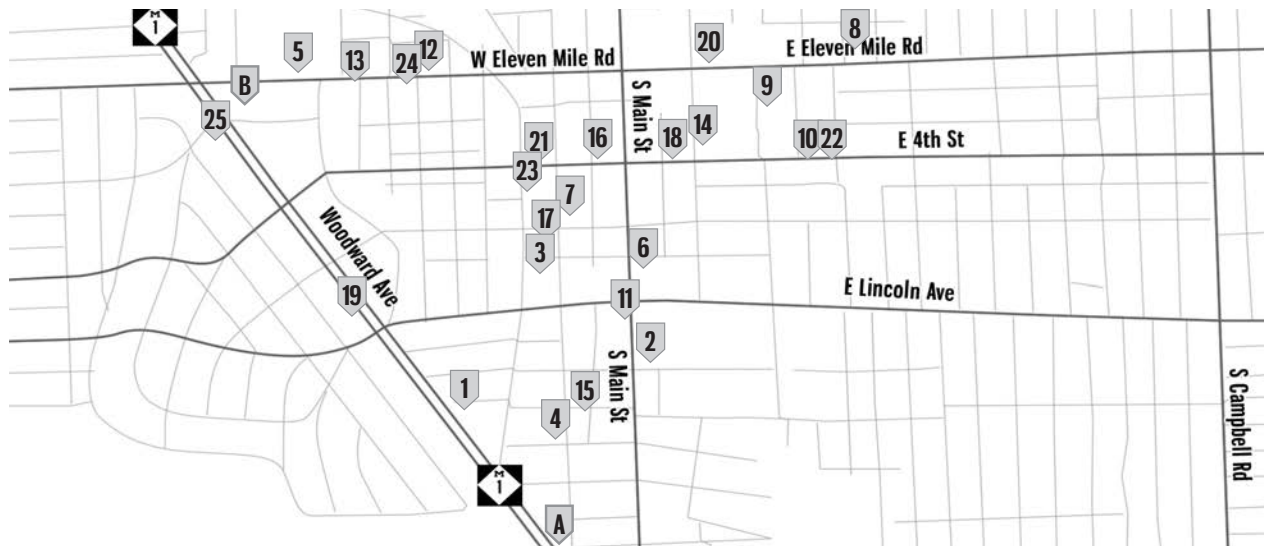 M
1
8
5
12
20
13
24
W Eleven Mile Rd
E Eleven Mile Rd
B
9
S Main St
25
14
21
16
18
10
22
E 4th St
23
7
17
Woodward Ave
3
6
19
11
E Lincoln Ave
2
S Main St
1
15
4
S Campbell Rd
M
1
A